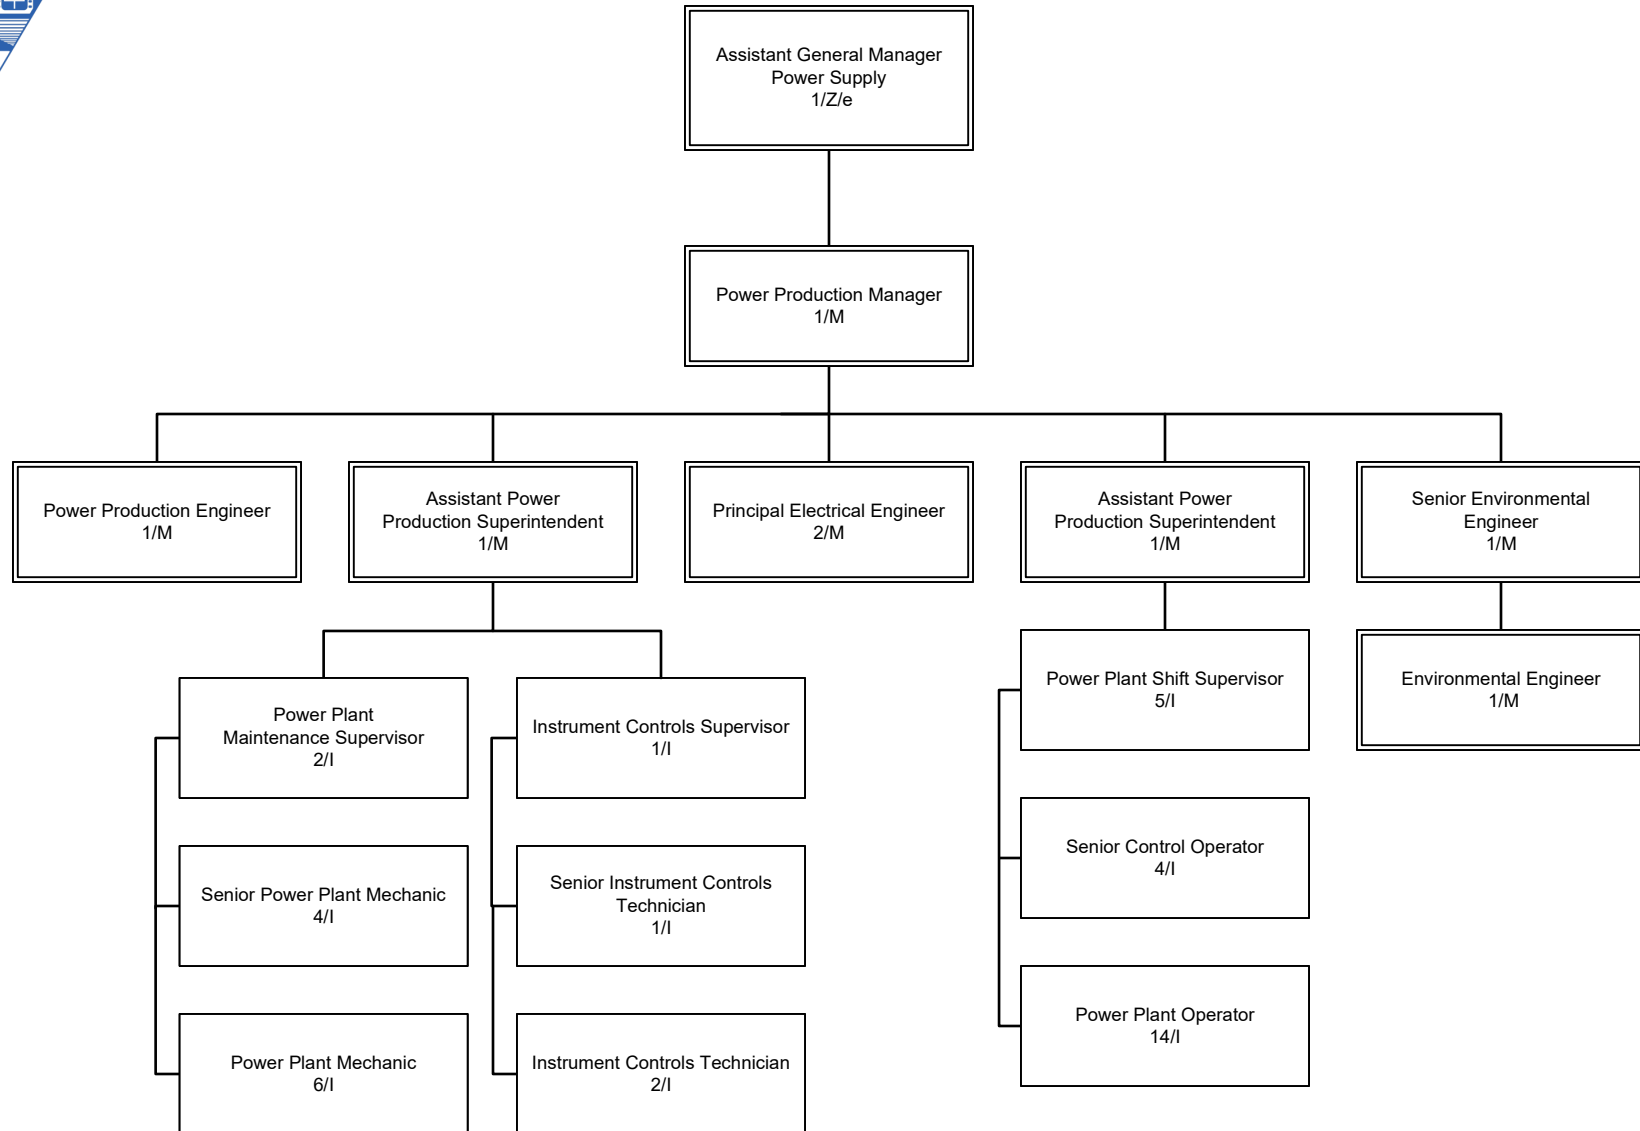 Assistant General Manager
Power Supply
1/Z/e
Power Production Manager
1/M
Power Production Engineer
1/M
Assistant Power
Production Superintendent
1/M
Principal Electrical Engineer
2/M
Assistant Power
Production Superintendent
1/M
Senior Environmental
Engineer
1/M
Power Plant
Maintenance Supervisor
2/I
Instrument Controls Supervisor
1/I
Power Plant Shift Supervisor
5/I
Environmental Engineer
1/M
Senior Power Plant Mechanic
4/I
Senior Instrument Controls
Technician
1/I
Senior Control Operator
4/I
Power Plant Mechanic
6/I
Instrument Controls Technician
2/I
Power Plant Operator
14/I